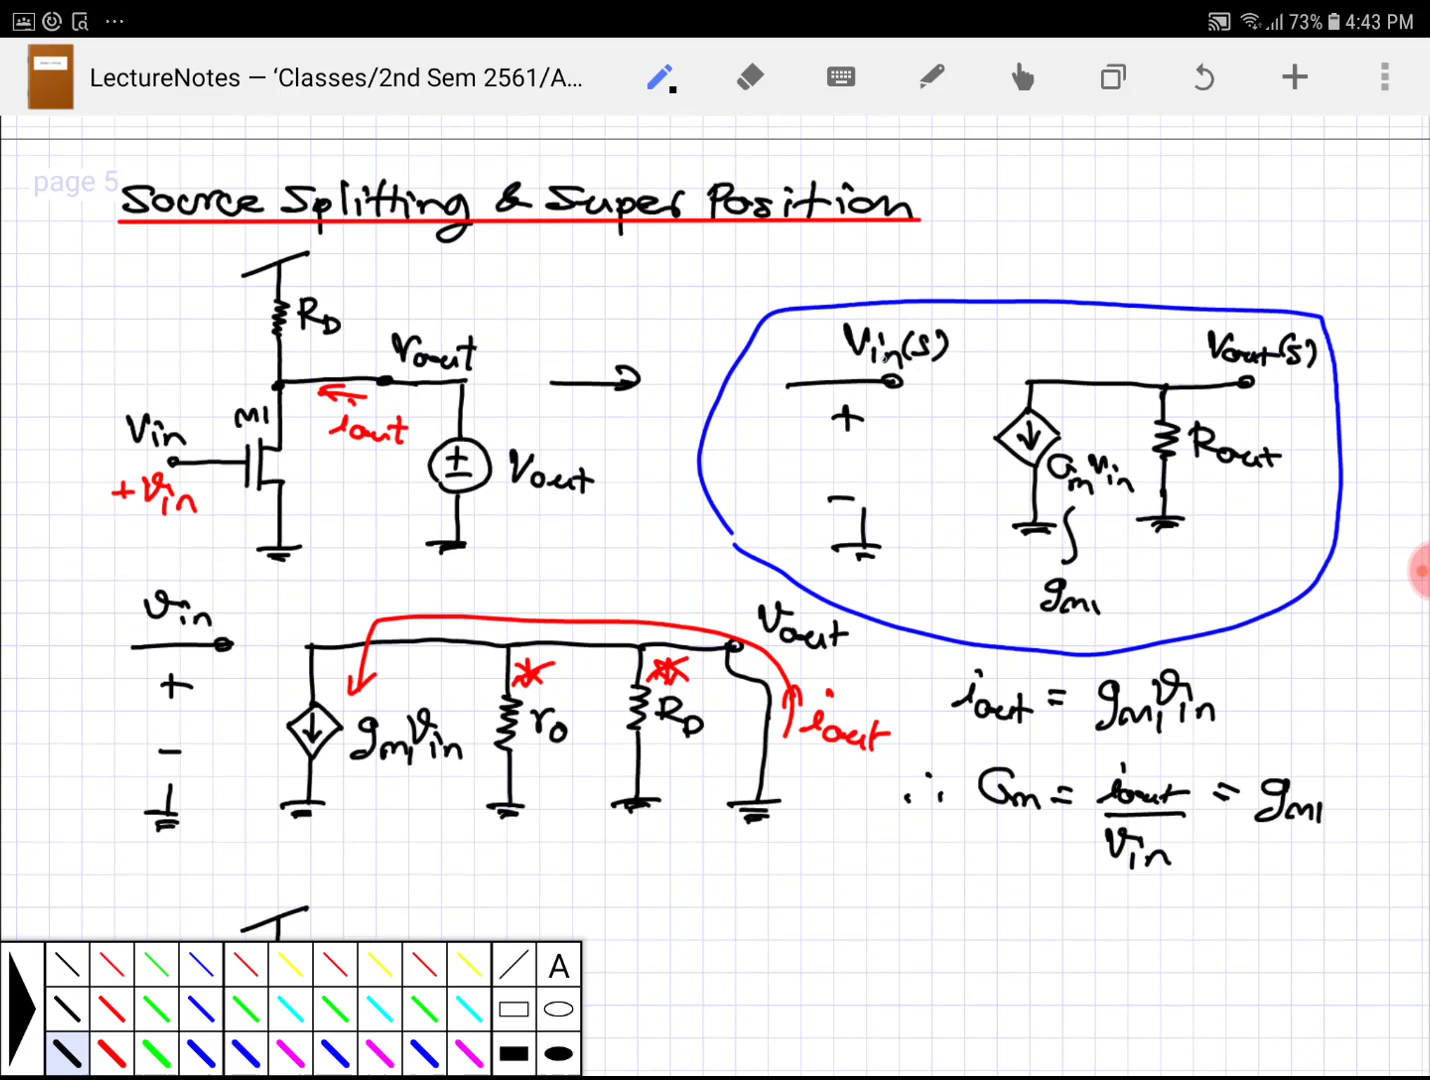 73% 4:43 PM
LectureNotes – ‘Classes/2nd Sem 2561/A...
page 5
Source Splitting & Super Position
RD
Vout
Vin(s)
Vout(s)
M1
iout
Vin
+vin
+
-
Vout
+
-
Gmvin
Rout
gm1
vin
Vout
+
-
gm1vin
ro
RD
iout
iout = gm1vin
∴ Gm = iout / vin = gm1
A